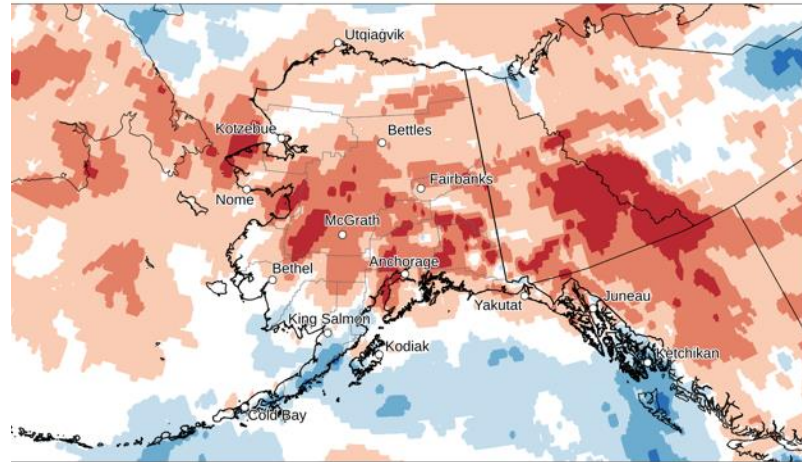 Utqiaġvik
Kotzebue
Bettles
Nome
Fairbanks
McGrath
Bethel
Anchorage
Yakutat
Juneau
King Salmon
Kodiak
Ketchikan
Cold Bay